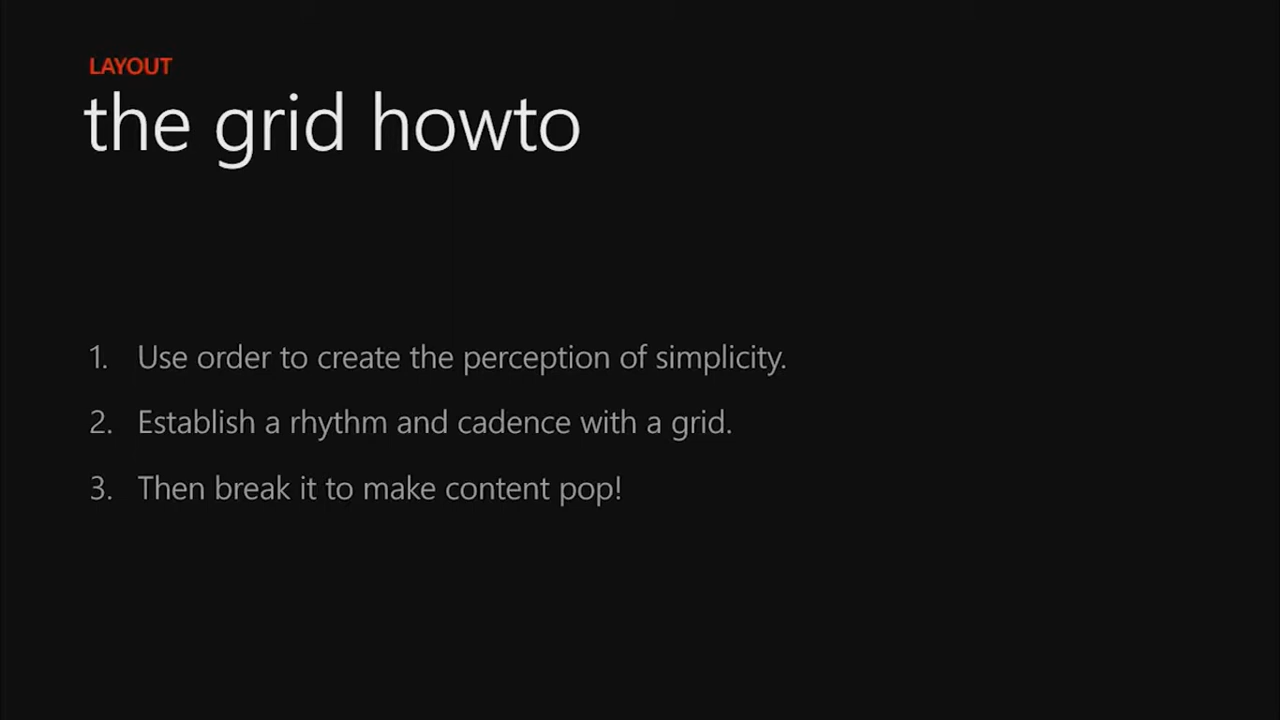 LAYOUT
the grid howto
1. Use order to create the perception of simplicity.
2. Establish a rhythm and cadence with a grid.
3. Then break it to make content pop!